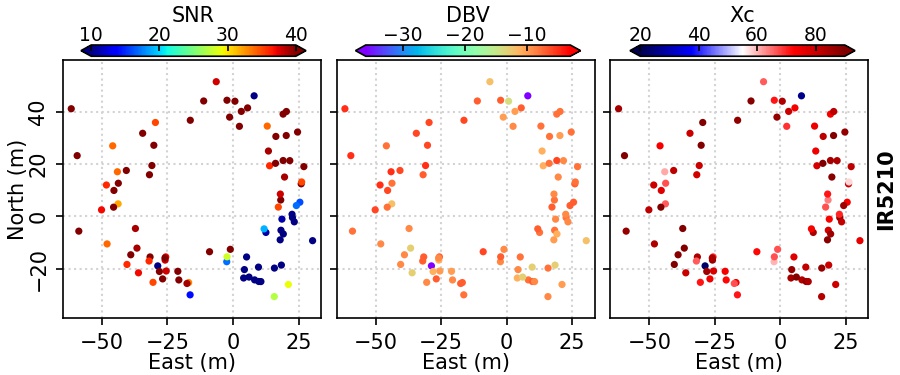 SNR DBV Xc
10 20 30 40 −30 −20 −10 20 40 60 80
40
20
0
−20
North (m)
IR5210
−50 −25 0 25 −50 −25 0 25 −50 −25 0 25
East (m) East (m) East (m)